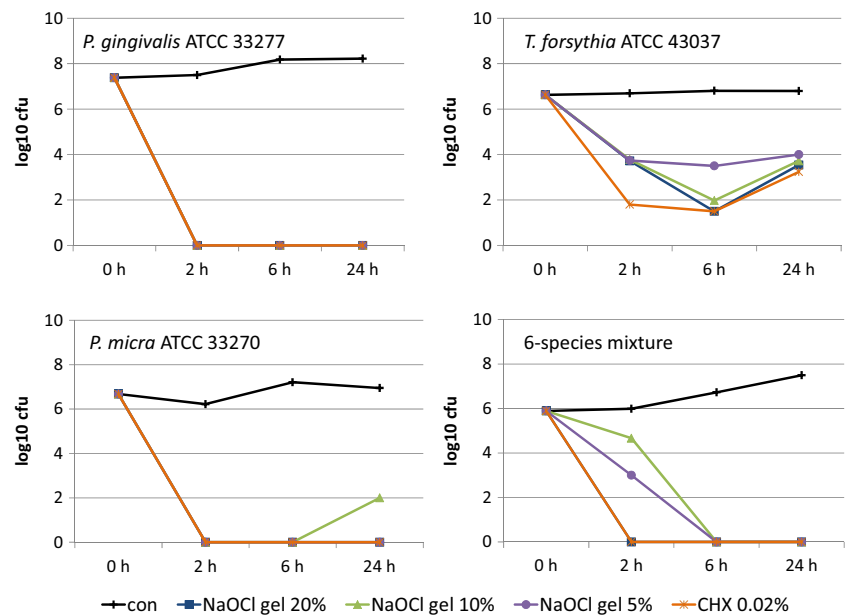 P. gingivalis ATCC 33277
log10 cfu
10
8
6
4
2
0
0 h 2 h 6 h 24 h
T. forsythia ATCC 43037
log10 cfu
10
8
6
4
2
0
0 h 2 h 6 h 24 h
P. micra ATCC 33270
log10 cfu
10
8
6
4
2
0
0 h 2 h 6 h 24 h
6-species mixture
log10 cfu
10
8
6
4
2
0
0 h 2 h 6 h 24 h
con NaOCl gel 20% NaOCl gel 10% NaOCl gel 5% CHX 0.02%